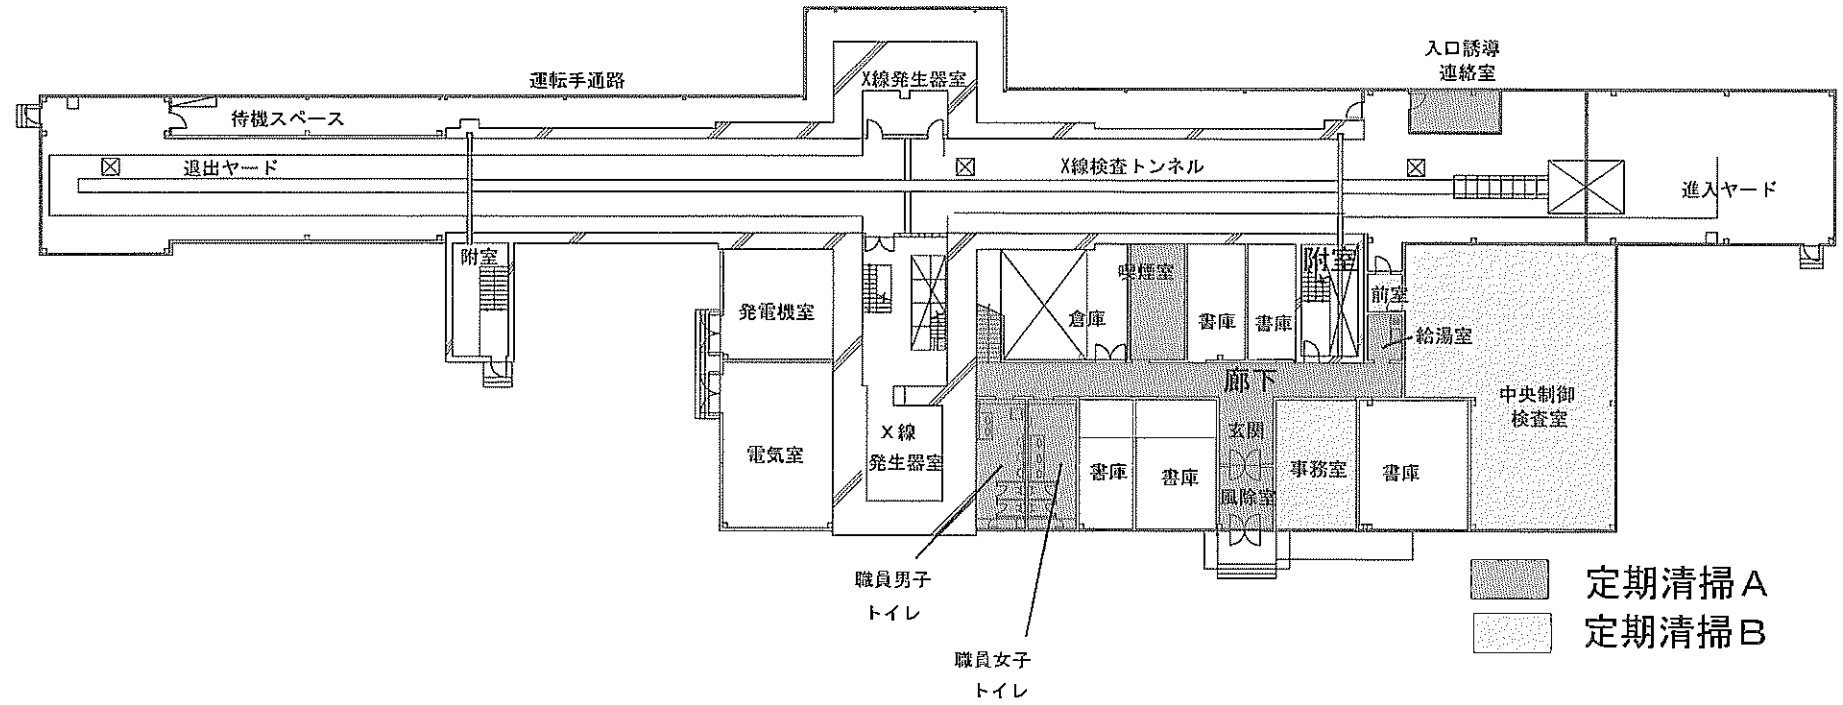 入口誘導
連絡室
運転手通路
X線発生器室
待機スペース
退出ヤード
X線検査トンネル
進入ヤード
附室
喫煙室
附室
前室
発電機室
倉庫
書庫
書庫
給湯室
廊下
中央制御
検査室
X線
発生器室
玄関
電気室
書庫
書庫
事務室
書庫
風除室
職員男子
トイレ
職員女子
トイレ
定期清掃A
定期清掃B